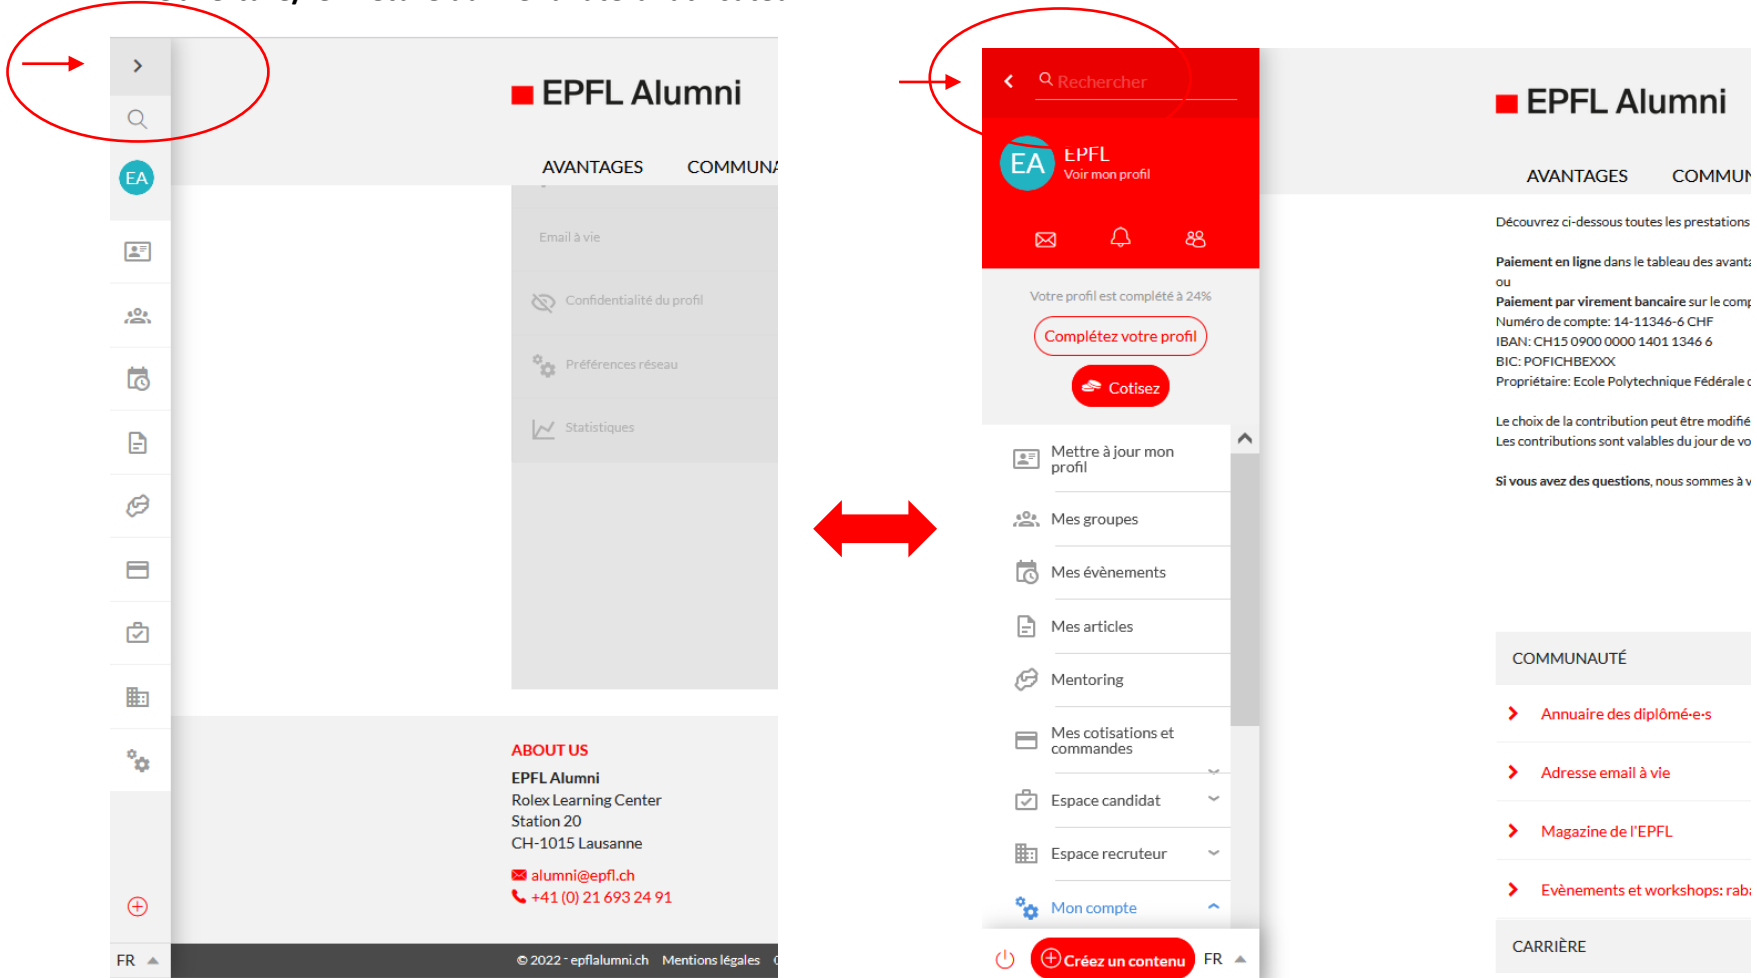 EPFL Alumni
AVANTAGES COMMUNA
EA
Email à vie
Confidentialité du profil
Préférences réseau
Statistiques
ABOUT US
EPFL Alumni
Rolex Learning Center
Station 20
CH-1015 Lausanne
alumni@epfl.ch
+41 (0) 21 693 24 91
FR
© 2022 - epflalumni.ch Mentions légales
Rechercher
EA
EPFL
Voir mon profil
Votre profil est complété à 24%
Complétez votre profil
Cotisez
Mettre à jour mon
profil
Mes groupes
Mes évènements
Mes articles
Mentoring
Mes cotisations et
commandes
Espace candidat
Espace recruteur
Mon compte
Créez un contenu
FR
EPFL Alumni
AVANTAGES COMMUN
Découvrez ci-dessous toutes les prestations
Paiement en ligne dans le tableau des avanta
ou
Paiement par virement bancaire sur le comp
Numéro de compte: 14-11346-6 CHF
IBAN: CH15 0900 0000 1401 1346 6
BIC: POFICHBEXXX
Propriétaire: Ecole Polytechnique Fédérale
Le choix de la contribution peut être modifié
Les contributions sont valables du jour de vo
Si vous avez des questions, nous sommes à v
COMMUNAUTÉ
Annuaire des diplômé·e·s
Adresse email à vie
Magazine de l'EPFL
Evènements et workshops: raba
CARRIÈRE